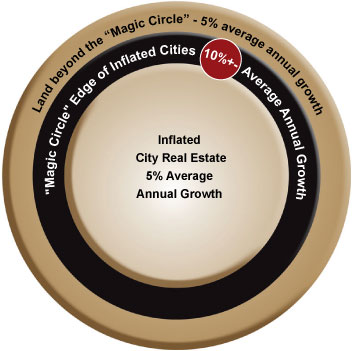 Land beyond the “Magic Circle” - 5% average annual growth
"Magic Circle" Edge of Inflated Cities 10%+- Average Annual Growth
Inflated
City Real Estate
5% Average
Annual Growth